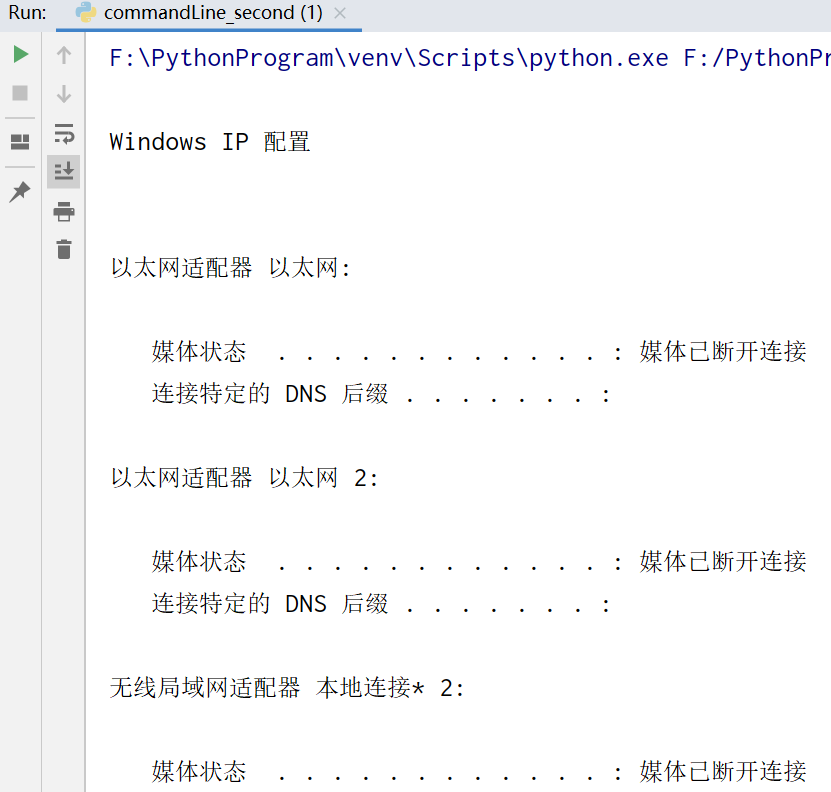 Run: commandLine_second (1)
F:\PythonProgram\venv\Scripts\python.exe F:/PythonPr
Windows IP 配置
以太网适配器 以太网:
媒体状态  . . . . . . . . . . . . . : 媒体已断开连接
连接特定的 DNS 后缀 . . . . . . . :
以太网适配器 以太网 2:
媒体状态  . . . . . . . . . . . . . : 媒体已断开连接
连接特定的 DNS 后缀 . . . . . . . :
无线局域网适配器 本地连接* 2:
媒体状态  . . . . . . . . . . . . . : 媒体已断开连接